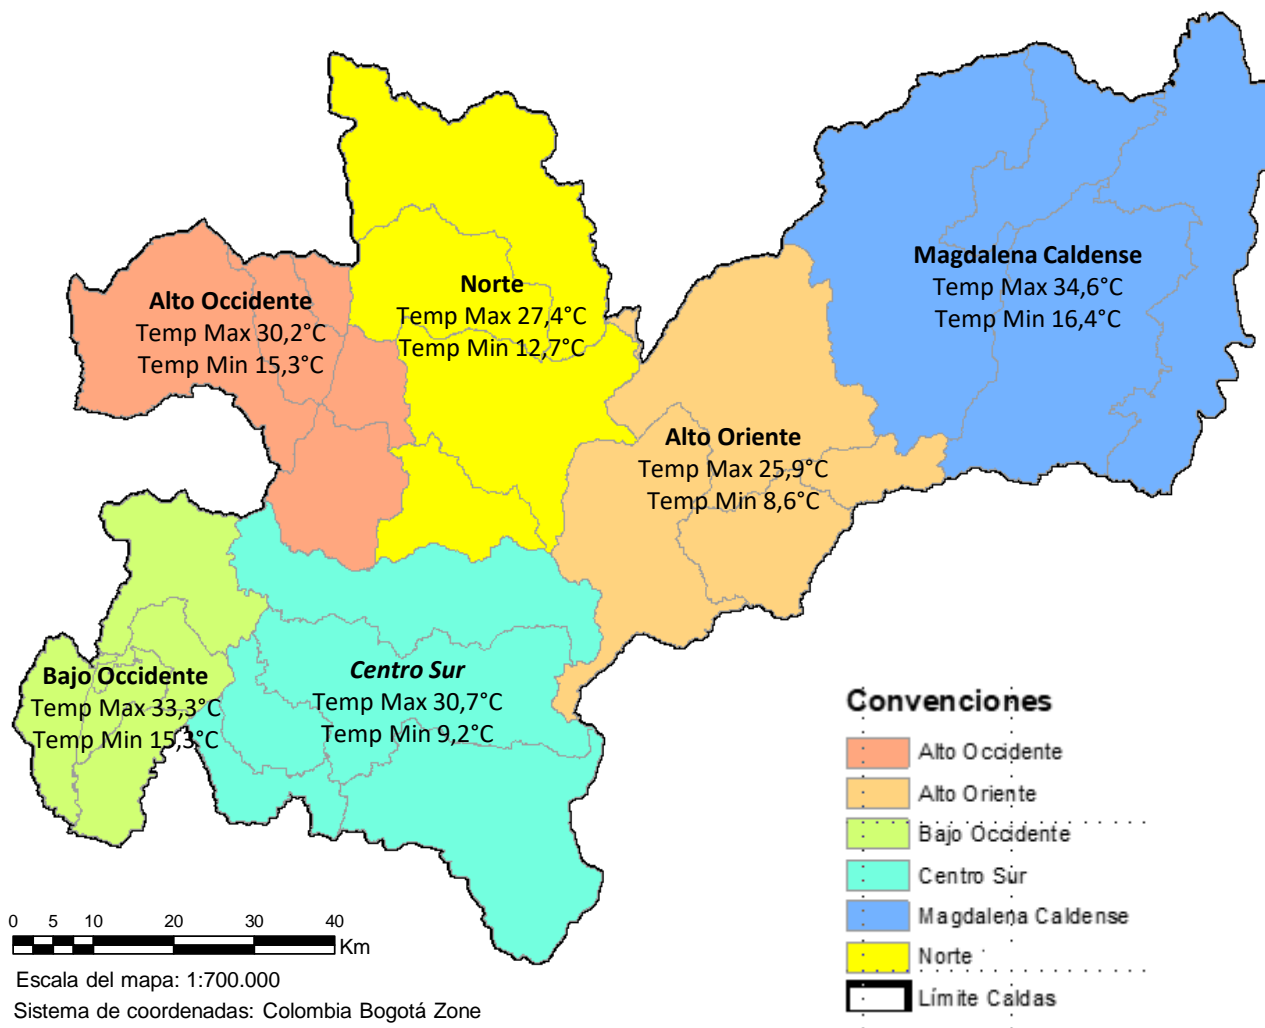 Magdalena Caldense
Temp Max 34,6°C
Temp Min 16,4°C
Norte
Temp Max 27,4°C
Temp Min 12,7°C
Alto Occidente
Temp Max 30,2°C
Temp Min 15,3°C
Alto Oriente
Temp Max 25,9°C
Temp Min 8,6°C
Bajo Occidente
Temp Max 33,3°C
Temp Min 15,3°C
Centro Sur
Temp Max 30,7°C
Temp Min 9,2°C
Convenciones
Alto Occidente
Alto Oriente
Bajo Occidente
Centro Sur
Magdalena Caldense
Norte
Límite Caldas
0 5 10 20 30 40
Km
Escala del mapa: 1:700.000
Sistema de coordenadas: Colombia Bogotá Zone